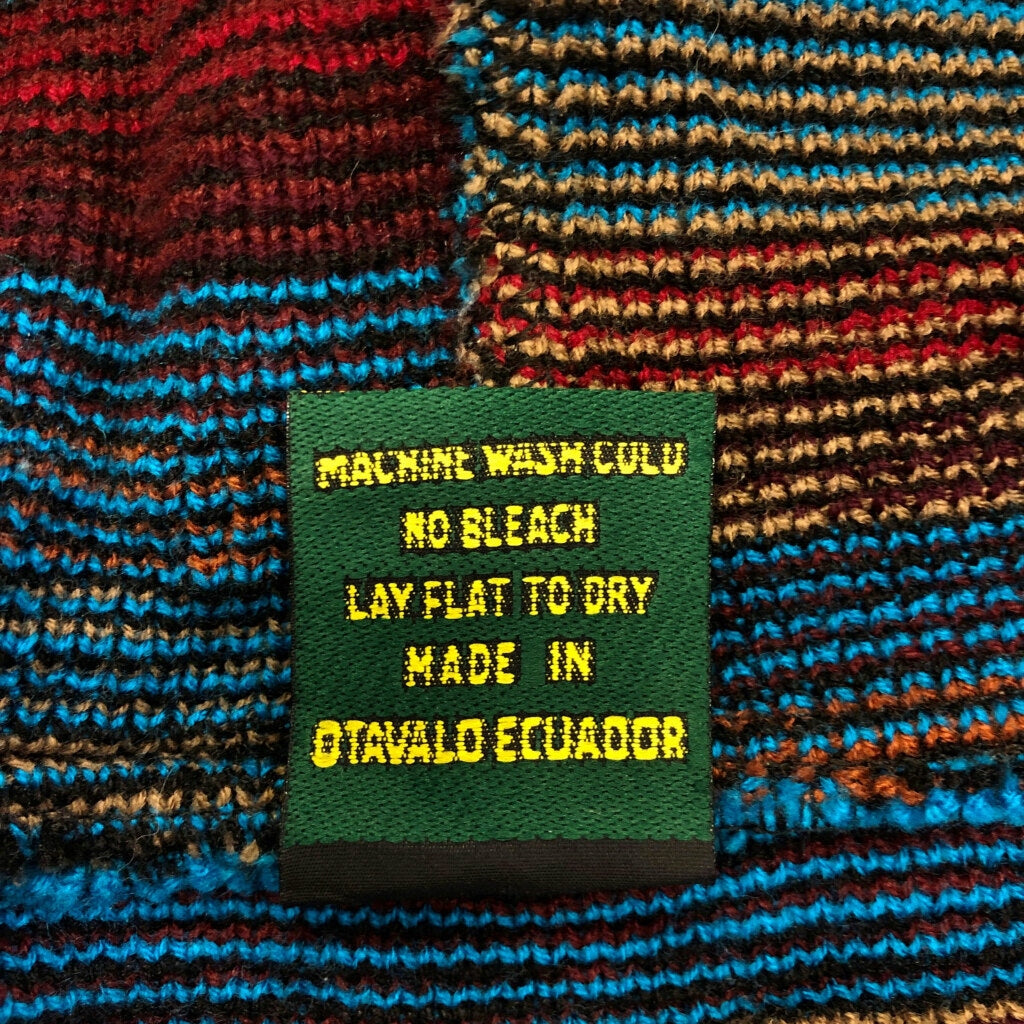 MACHINE WASH COLD
NO BLEACH
LAY FLAT TO DRY
MADE IN
OTAVALO ECUADOR